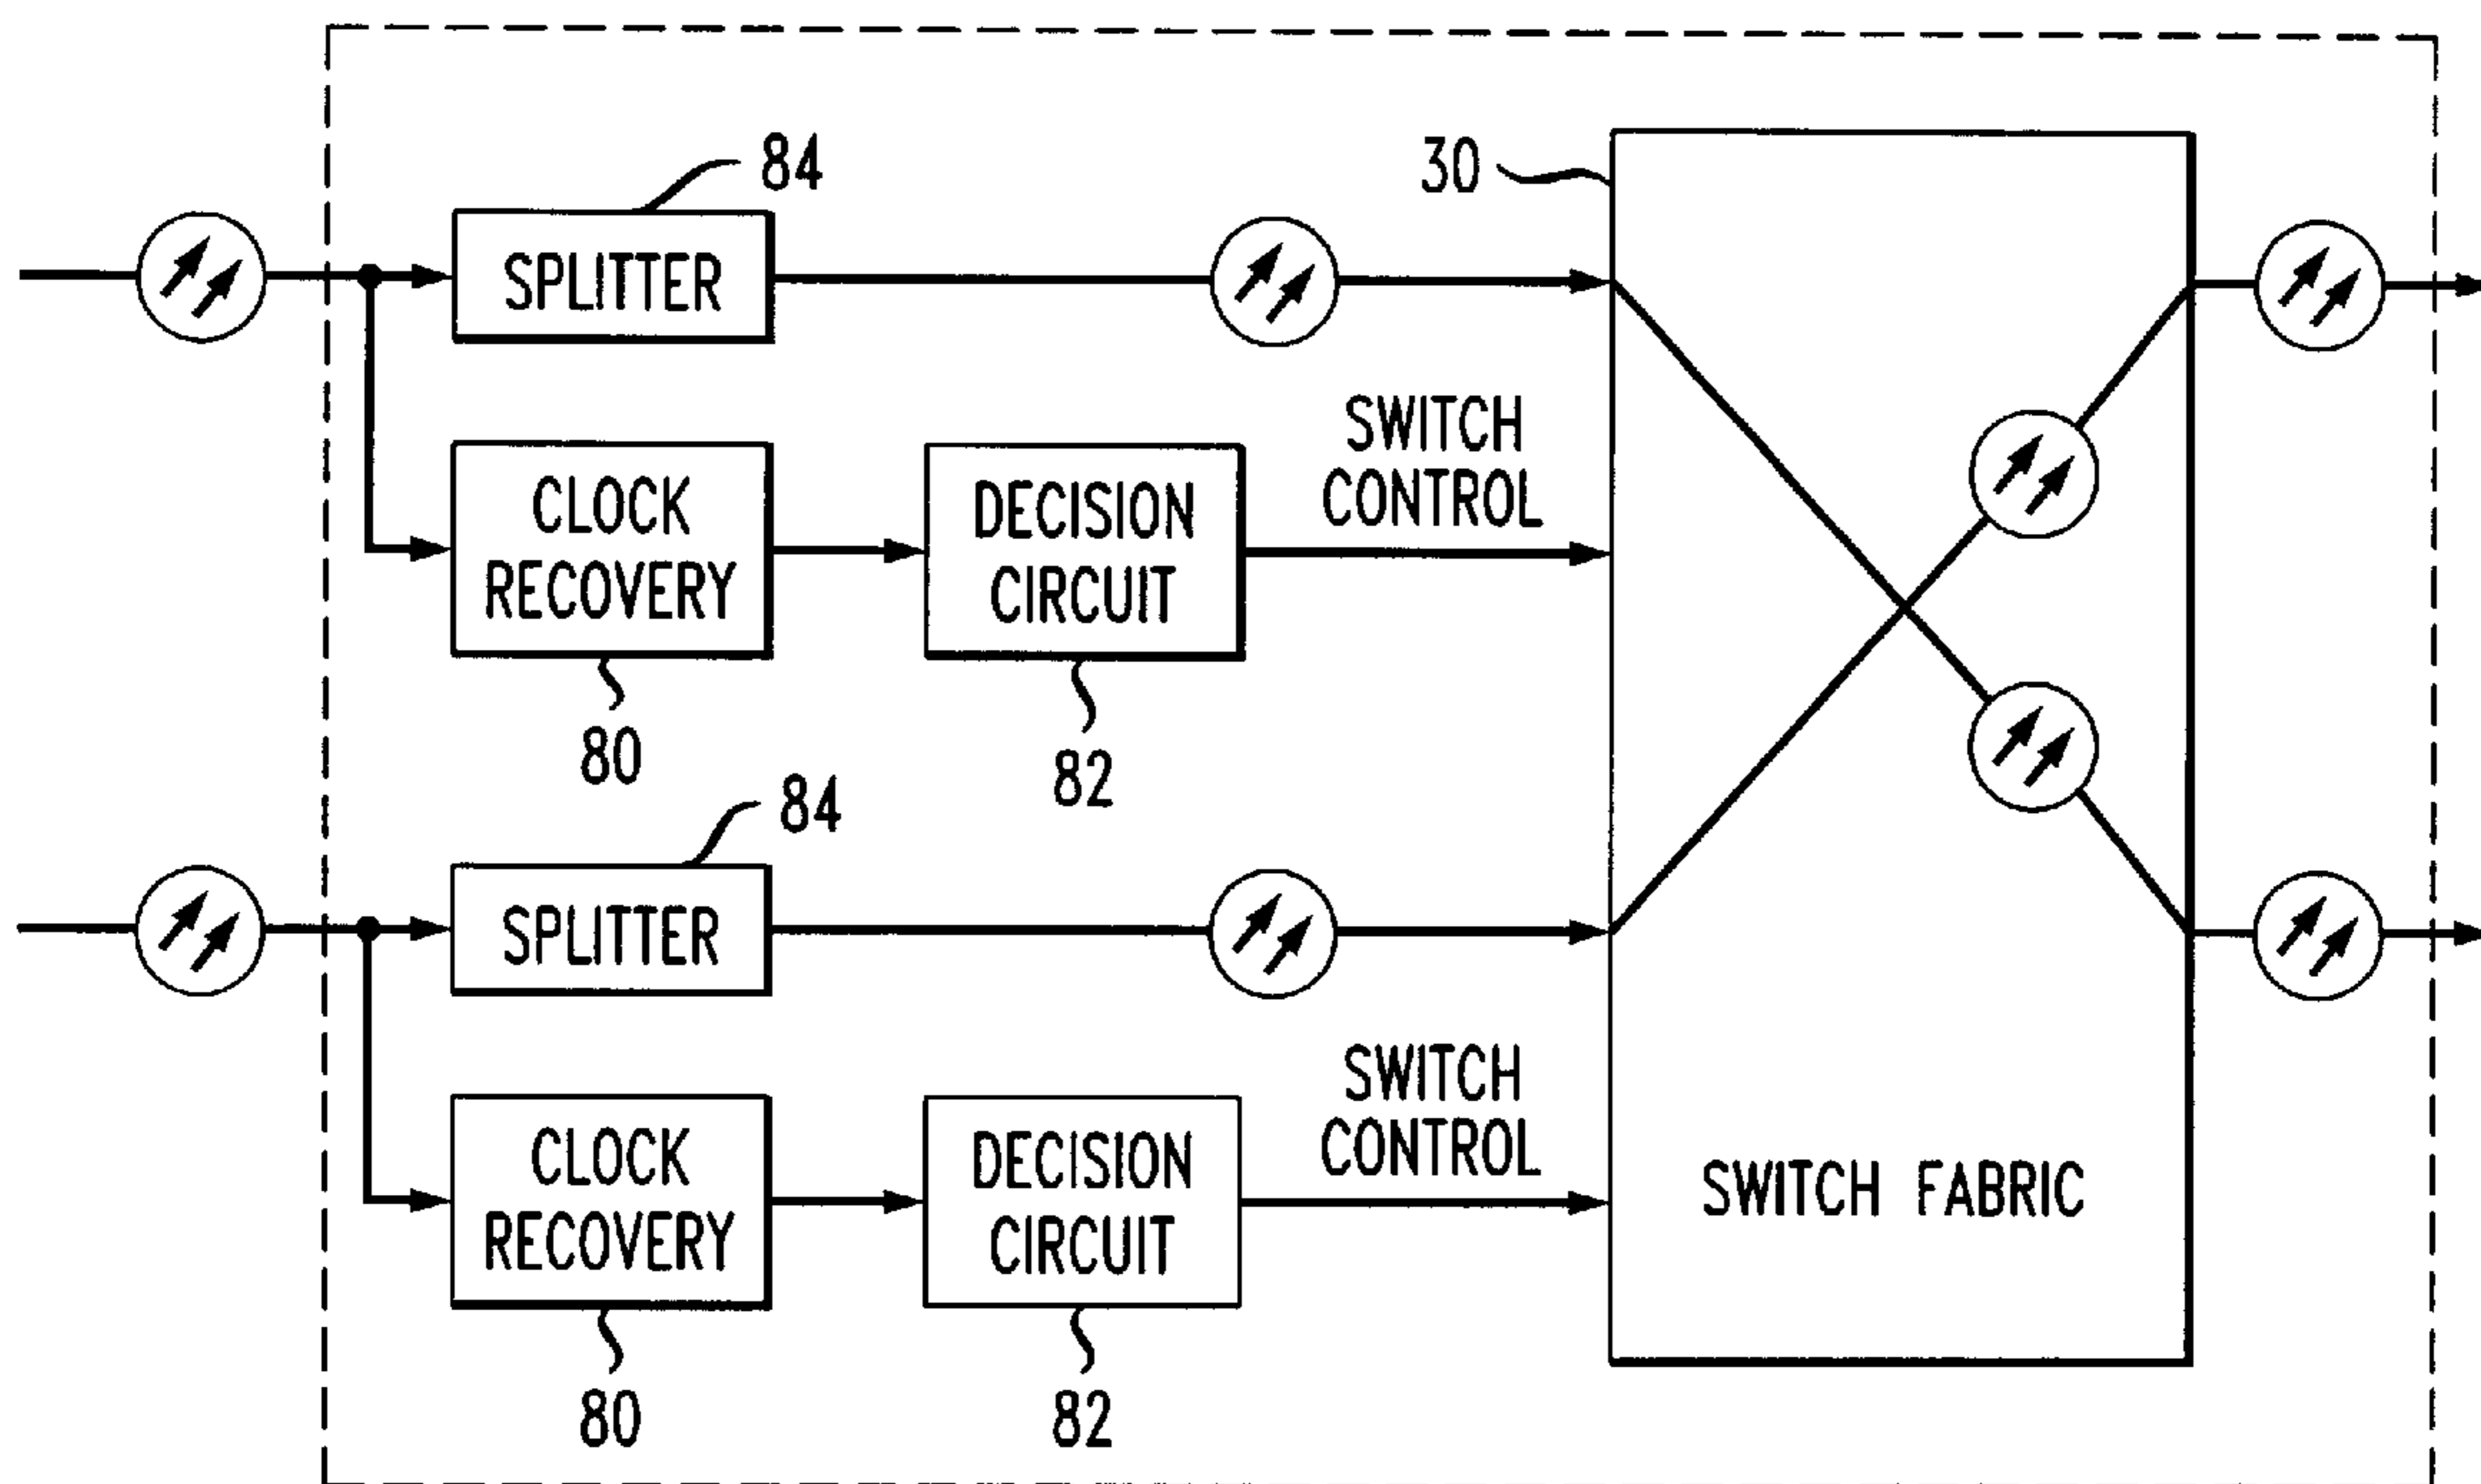 84
30
SPLITTER
SWITCH
CONTROL
CLOCK
RECOVERY
DECISION
CIRCUIT
80
82
84
SPLITTER
SWITCH
CONTROL
CLOCK
RECOVERY
DECISION
CIRCUIT
SWITCH FABRIC
80
82